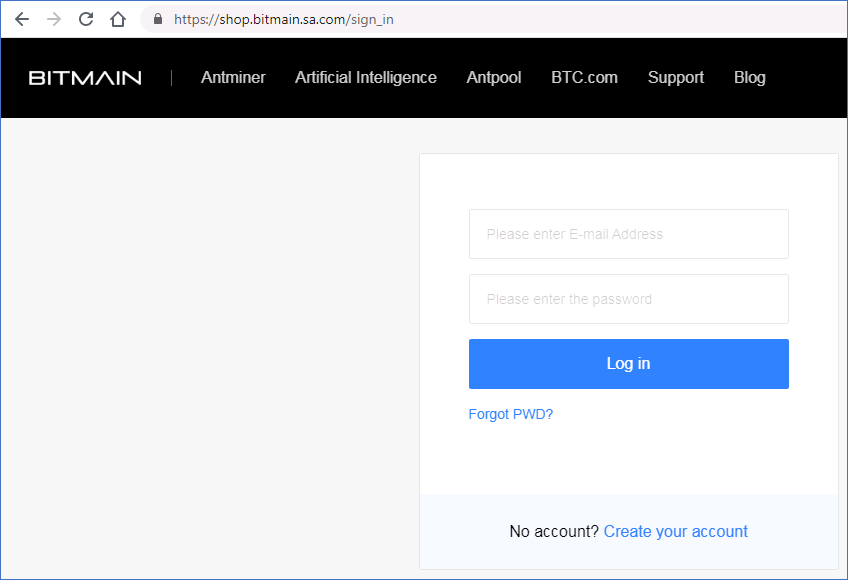 https://shop.bitmain.sa.com/sign_in
BITMAIN | Antminer Artificial Intelligence Antpool BTC.com Support Blog
Please enter E-mail Address
Please enter the password
Log in
Forgot PWD?
No account? Create your account